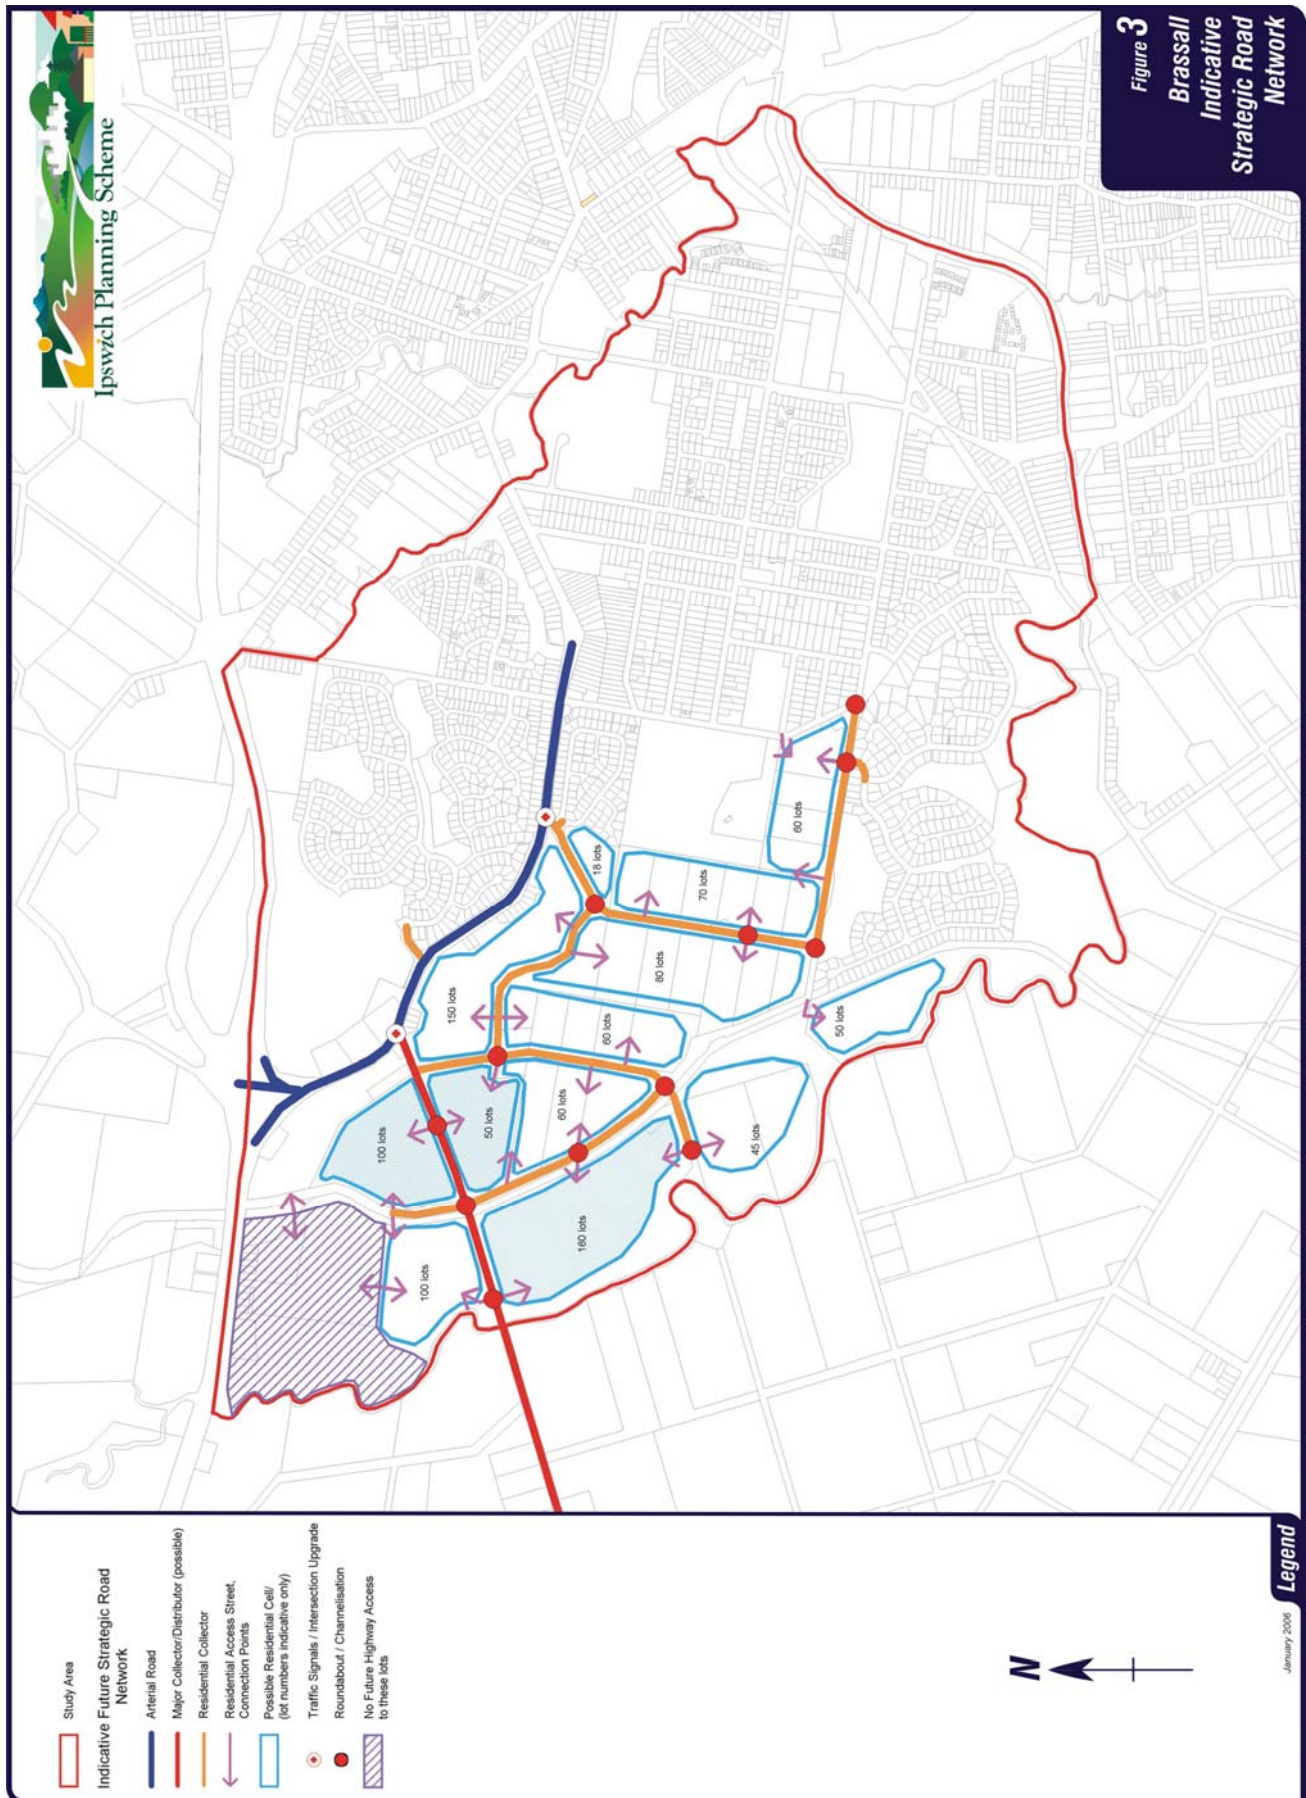 Ipswich Planning Scheme
Figure 3
Brassall
Indicative
Strategic Road
Network
100 lots
150 lots
18 lots
50 lots
100 lots
60 lots
60 lots
80 lots
70 lots
60 lots
160 lots
45 lots
50 lots
Legend
Study Area
Indicative Future Strategic Road
Network
Arterial Road
Major Collector/Distributor (possible)
Residential Collector
Residential Access Street,
Connection Points
Possible Residential Cell/
(lot numbers indicative only)
Traffic Signals / Intersection Upgrade
Roundabout / Channelisation
No Future Highway Access
to these lots
N
January 2006